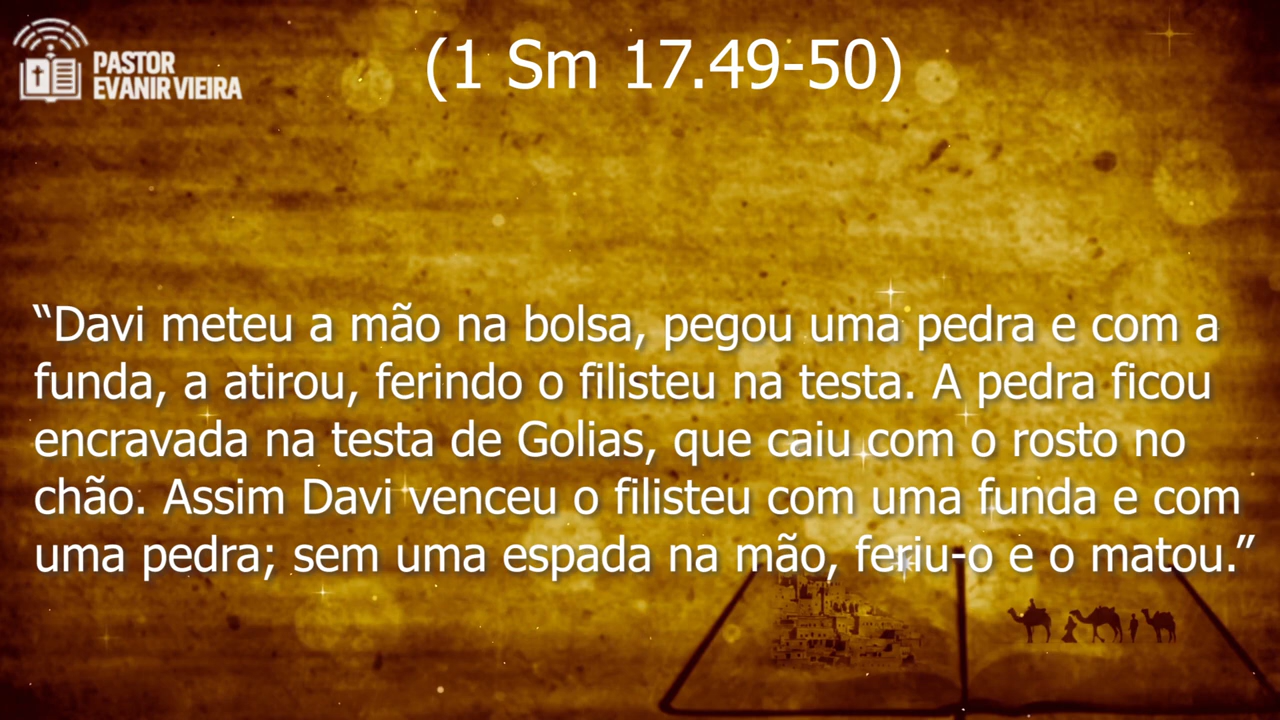 PASTOR
EVANIR VIEIRA
(1 Sm 17.49-50)
“Davi meteu a mão na bolsa, pegou uma pedra e com a
funda, a atirou, ferindo o filisteu na testa. A pedra ficou
encravada na testa de Golias, que caiu com o rosto no
chão. Assim Davi venceu o filisteu com uma funda e com
uma pedra; sem uma espada na mão, feriu-o e o matou.”